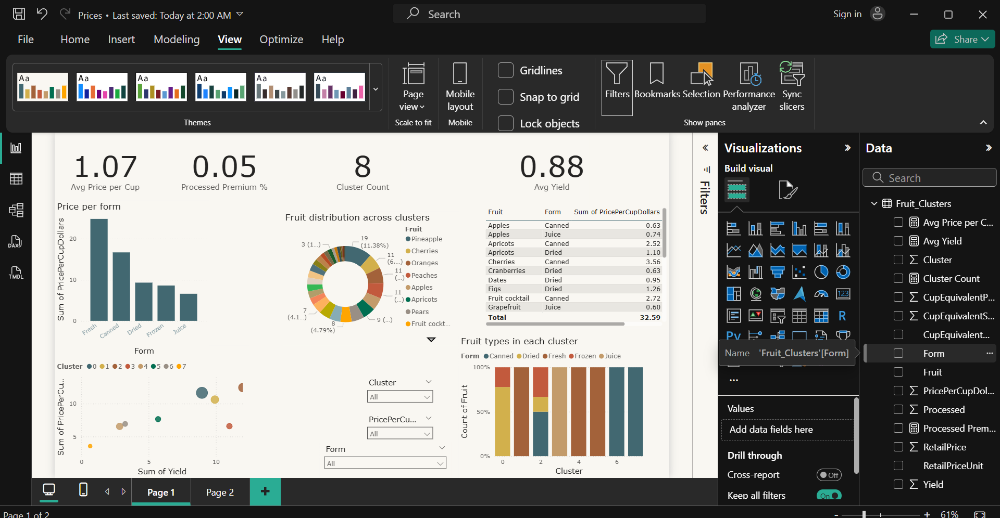 Prices • Last saved: Today at 2:00 AM
Search
Sign in
File Home Insert Modeling View Optimize Help
Share
Aa Aa Aa Aa Aa Aa
Themes
Page view
Scale to fit
Mobile layout
Mobile
Gridlines
Snap to grid
Lock objects
Filters
Bookmarks
Selection
Performance analyzer
Sync slicers
Show panes
DAX
TMDL
1.07
Avg Price per Cup
0.05
Processed Premium %
8
Cluster Count
0.88
Avg Yield
Price per form
Sum of PricePerCupDollars
20
10
0
Fresh Canned Dried Frozen Juice
Form
Fruit distribution across clusters
19
(11.38%)
11
(6....)
11
(...)
11
(...)
9 (...)
8
(4.79%)
7
(4.1...)
3 (1...)
Fruit
Pineapple
Cherries
Oranges
Peaches
Apples
Apricots
Pears
Fruit cockt...
Fruit Form Sum of PricePerCupDollars
Apples Canned 0.63
Apples Juice 0.74
Apricots Canned 2.52
Apricots Dried 1.10
Cherries Canned 3.56
Cranberries Dried 0.63
Dates Dried 0.95
Figs Dried 1.26
Fruit cocktail Canned 2.72
Grapefruit Juice 0.60
Total 32.59
Cluster 0 1 2 3 4 5 6 7
Sum of PricePerCu...
10
5
0 5 10
Sum of Yield
Cluster
All
PricePerCu...
All
Form
All
Fruit types in each cluster
Form Canned Dried Fresh Frozen Juice
Count of Fruit
100%
50%
0%
0 2 4 6
Cluster
Filters
Visualizations
Build visual
123
R
Py
Name 'Fruit_Clusters'[Form]
...
Values
Add data fields here
Drill through
Cross-report
Off
Keep all filters
On
Data
Search
Fruit_Clusters
Avg Price per C...
Avg Yield
Cluster
Cluster Count
CupEquivalentP...
CupEquivalentS...
CupEquivalent...
Form ...
Fruit
PricePerCupDol...
Processed
Processed Prem...
RetailPrice
RetailPriceUnit
Yield
Page 1 Page 2 +
Page 1 of 2
- + 61%